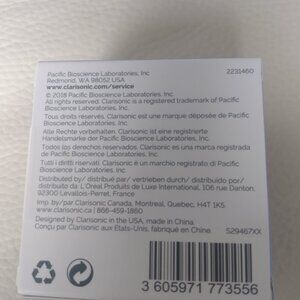 Pacific Bioscience Laboratories, Inc
Redmond, WA 98052 USA
www.clarisonic.com/service
2231460
© 2018 Pacific Bioscience Laboratories, Inc.
All rights reserved. Clarisonic is a registered trademark of Pacific
Bioscience Laboratories, Inc.
Tous droits réservés. Clarisonic est une marque déposée de Pacific
Bioscience Laboratories, Inc.
Alle Rechte vorbehalten. Clarisonic ist eine registrierte
Handelsmarke der Pacific Bioscience Laboratories, Inc.
Todos los derechos reservados. Clarisonic es una marca registrada
de Pacific Bioscience Laboratories, Inc.
Tutti i diritti riservati. Clarisonic è un marchio registrato di Pacific
Bioscience Laboratories, Inc.
Distributed by/ distribué par/ vertrieben durch/ distribuido por/
distribuito da: L'Oreal Produits de Luxe International, 106 rue Danton,
92300 Levallois-Perret, France
Imp. by/par Clarisonic Canada, Montreal, Quebec, H4T 1K5
www.clarisonic.ca | 866-459-1860
Designed by Clarisonic in the USA, made in China.
Conçu par Clarisonic aux États-Unis, fabriqué en China
S29467XX
3 605971 773556